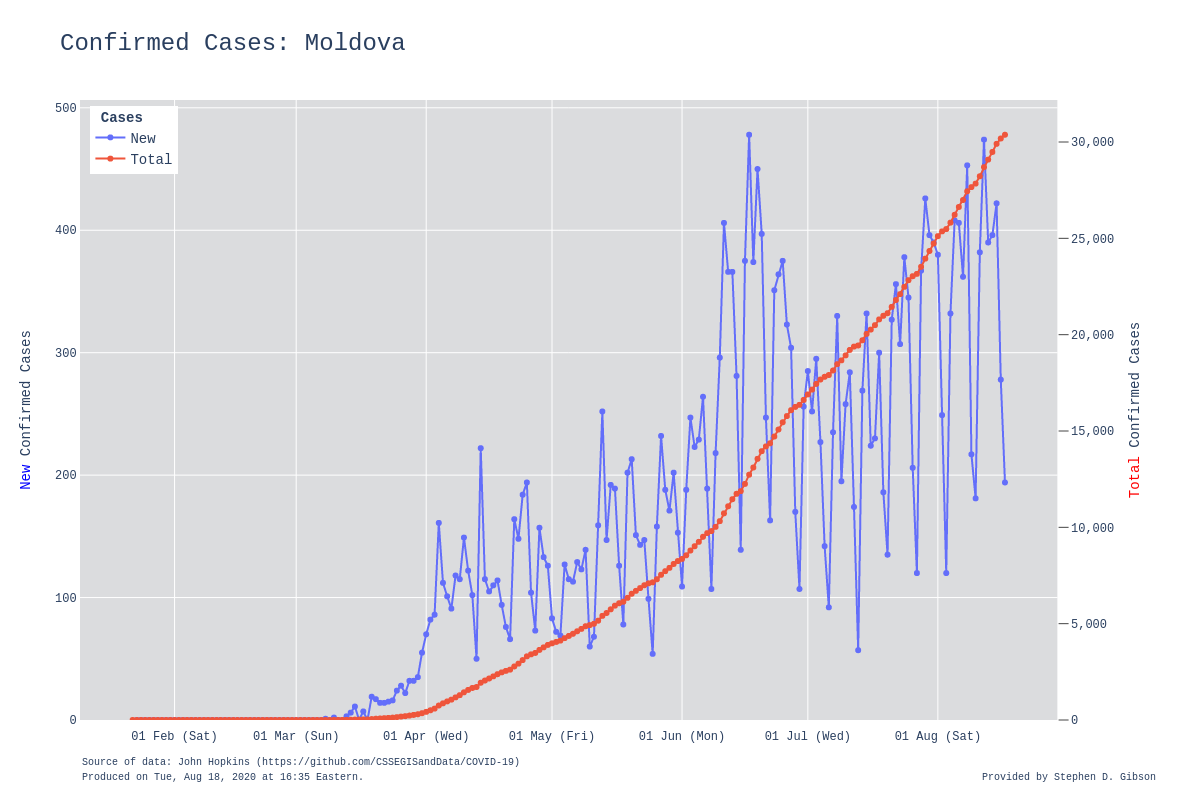 Confirmed Cases: Moldova
Cases
New
Total
500
400
300
200
100
0
30,000
25,000
20,000
15,000
10,000
5,000
0
New Confirmed Cases
Total Confirmed Cases
01 Feb (Sat)
01 Mar (Sun)
01 Apr (Wed)
01 May (Fri)
01 Jun (Mon)
01 Jul (Wed)
01 Aug (Sat)
Source of data: John Hopkins (https://github.com/CSSEGISandData/COVID-19)
Produced on Tue, Aug 18, 2020 at 16:35 Eastern.
Provided by Stephen D. Gibson